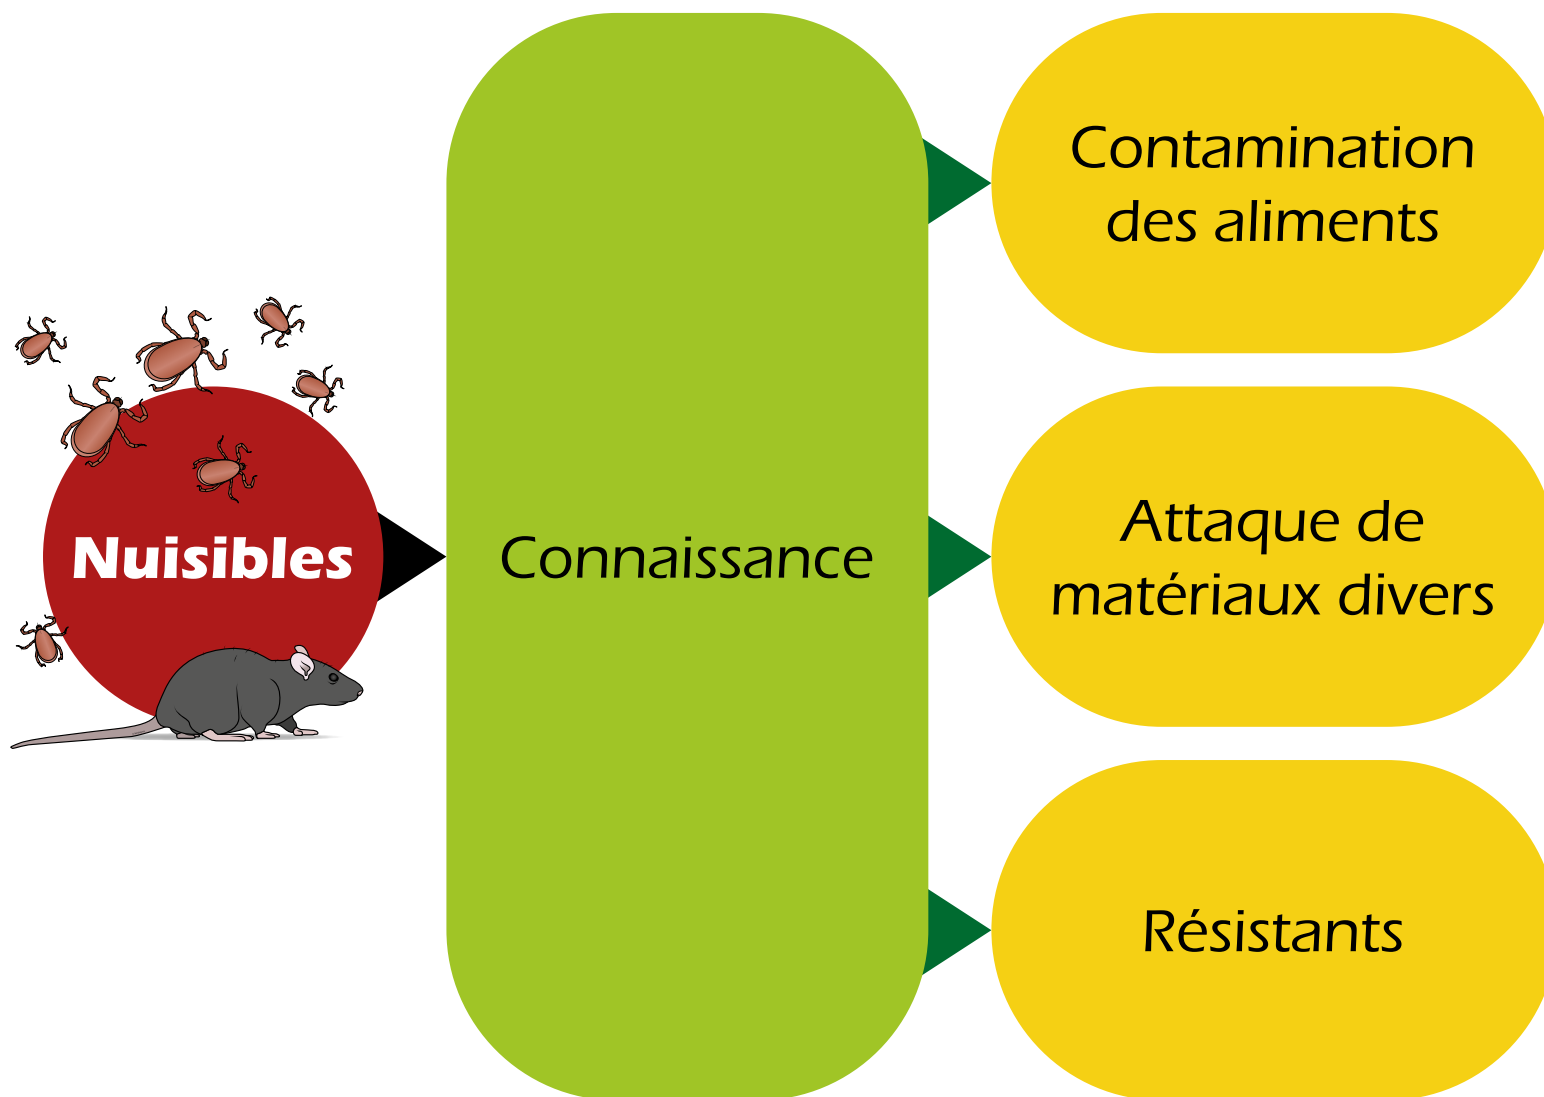 Nuisibles
Connaissance
Contamination
des aliments
Attaque de
matériaux divers
Résistants